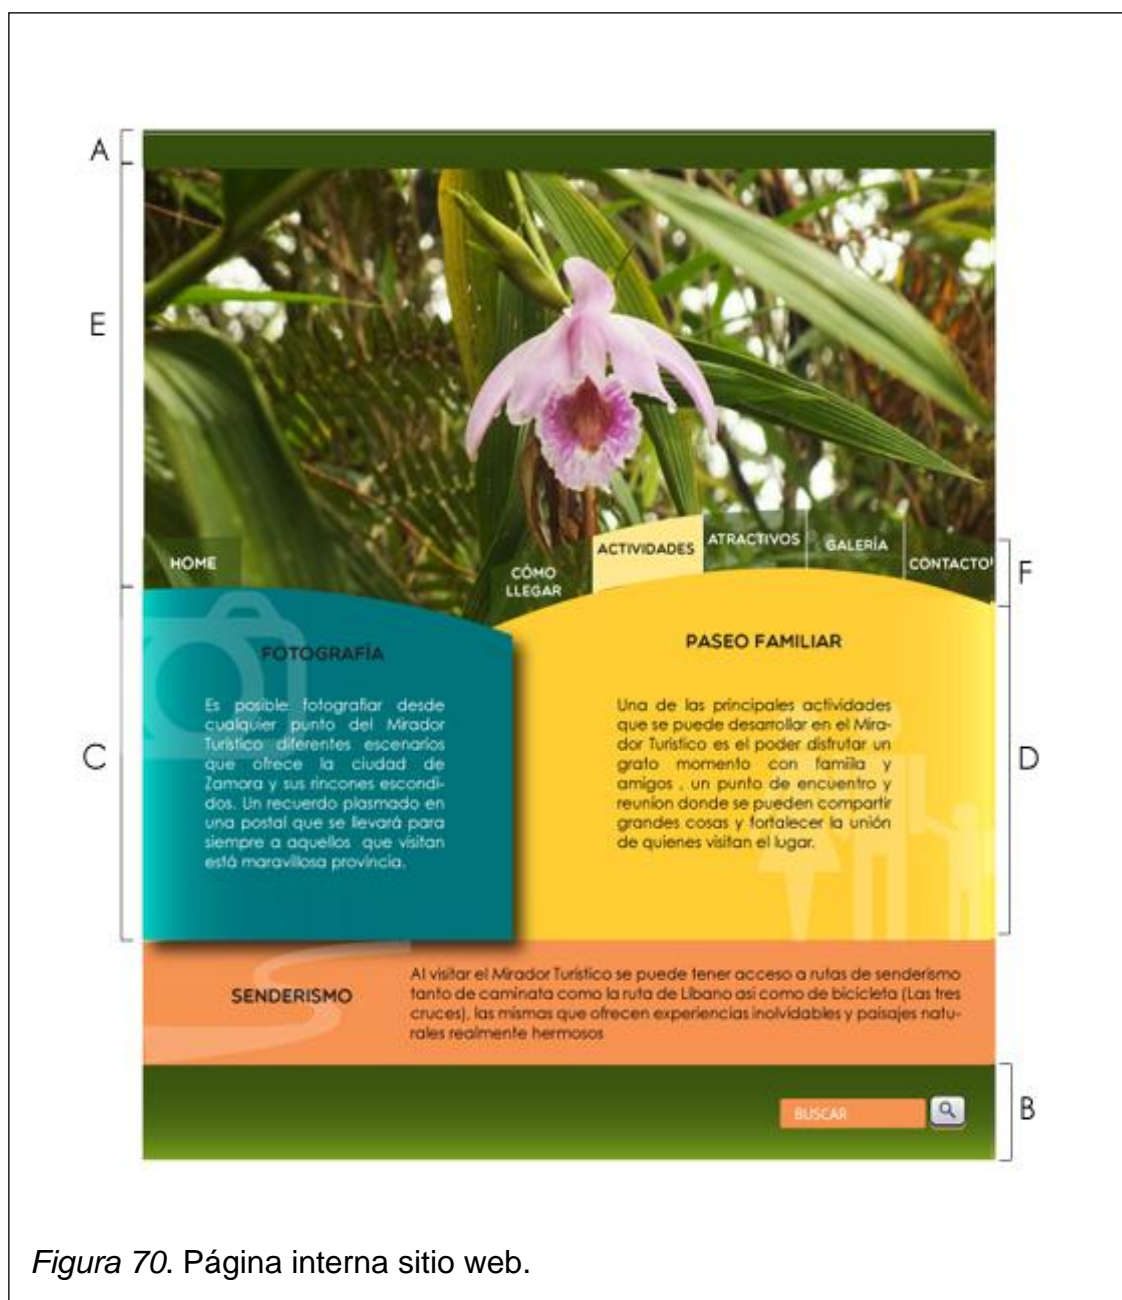 A
E
HOME
CÓMO
LLEGAR
ACTIVIDADES
ATRACTIVOS
GALERÍA
CONTACTO
F
FOTOGRAFÍA
Es posible fotografiar desde
cualquier punto del Mirador
Turístico diferentes escenarios
que ofrece la ciudad de
Zamora y sus rincones escondi-
dos. Un recuerdo plasmado en
una postal que se llevará para
siempre a aquellos que visitan
está maravillosa provincia.
C
PASEO FAMILIAR
Una de las principales actividades
que se puede desarrollar en el Mira-
dor Turístico es el poder disfrutar un
grato momento con famiila y
amigos , un punto de encuentro y
reunion donde se pueden compartir
grandes cosas y fortalecer la unión
de quienes visitan el lugar.
D
SENDERISMO
Al visitar el Mirador Turístico se puede tener acceso a rutas de senderismo
tanto de caminata como la ruta de Líbano asi como de bicicleta (Las tres
cruces), las mismas que ofrecen experiencias inolvidables y paisajes natu-
rales realmente hermosos
BUSCAR
B
Figura 70. Página interna sitio web.